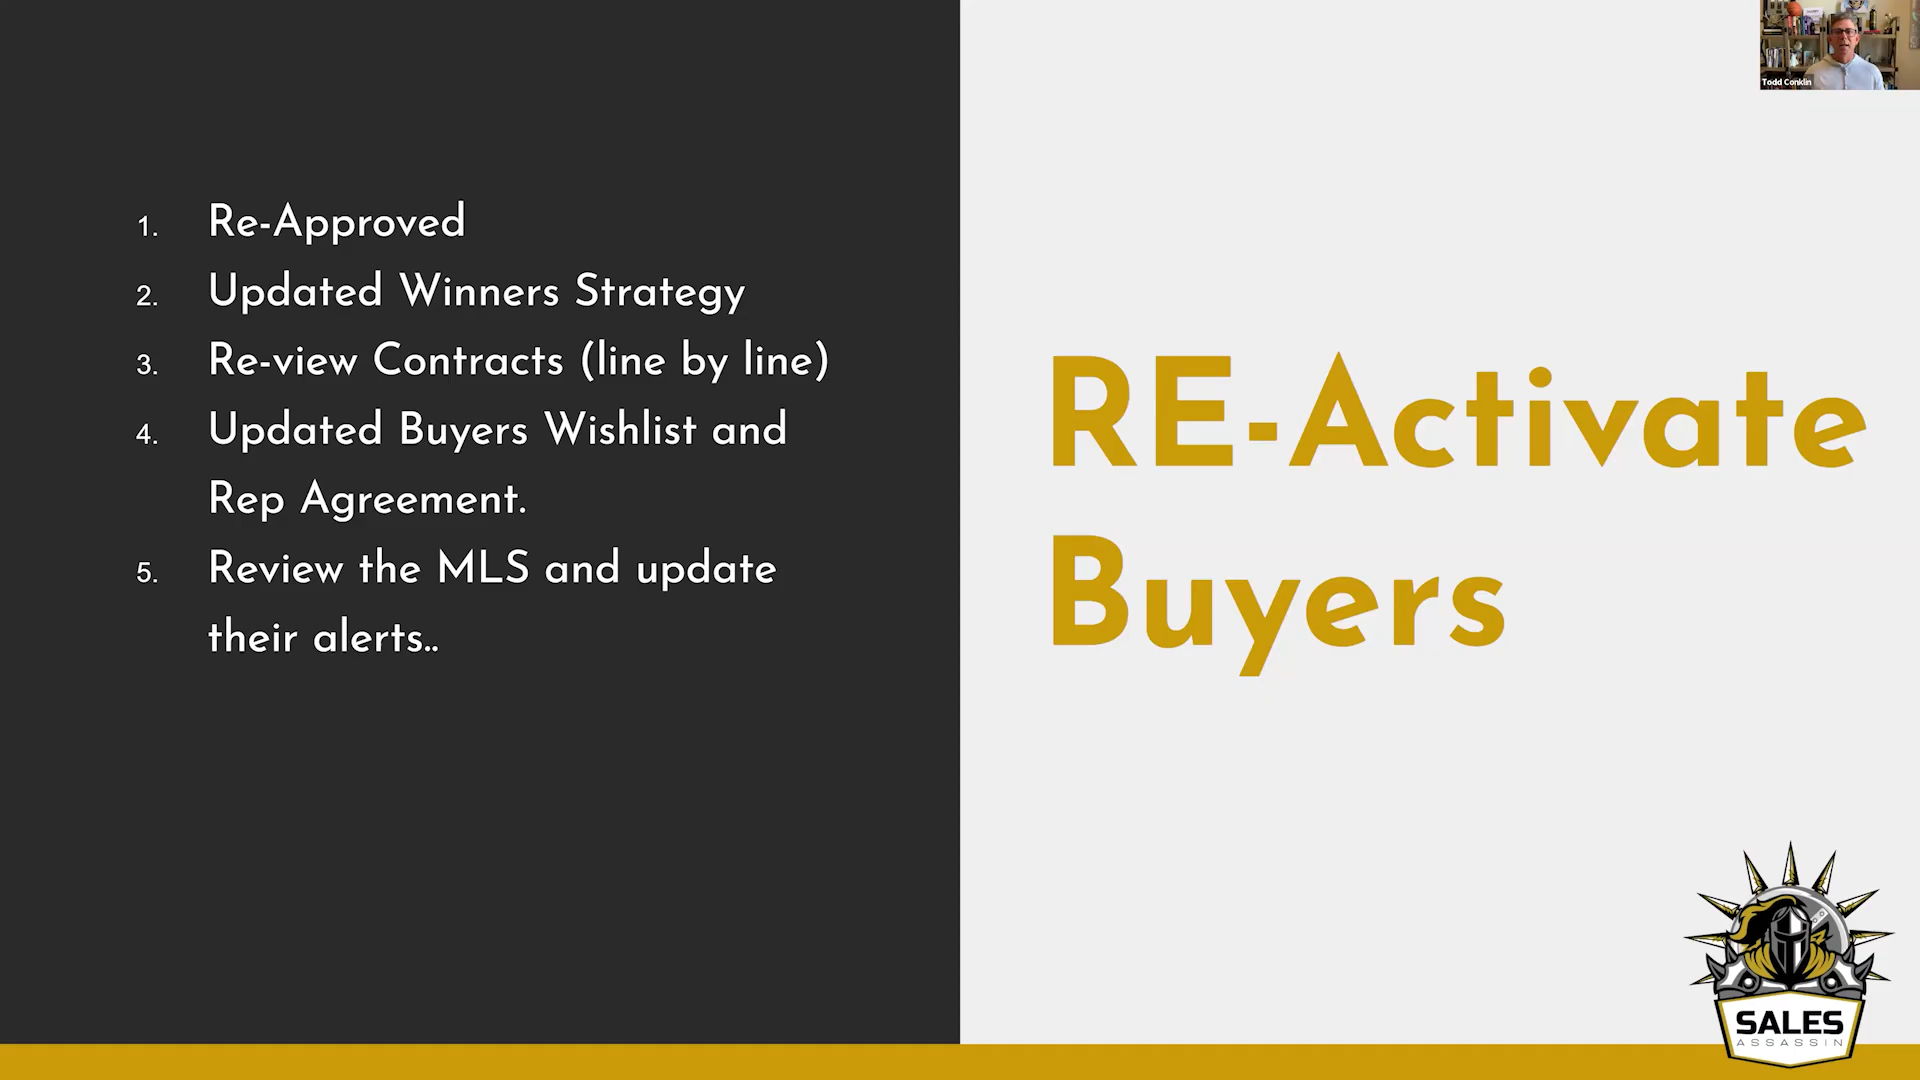 1. Re-Approved
2. Updated Winners Strategy
3. Re-view Contracts (line by line)
4. Updated Buyers Wishlist and
Rep Agreement.
5. Review the MLS and update
their alerts..
RE-Activate
Buyers
Todd Conklin
SALES
ASSASSIN